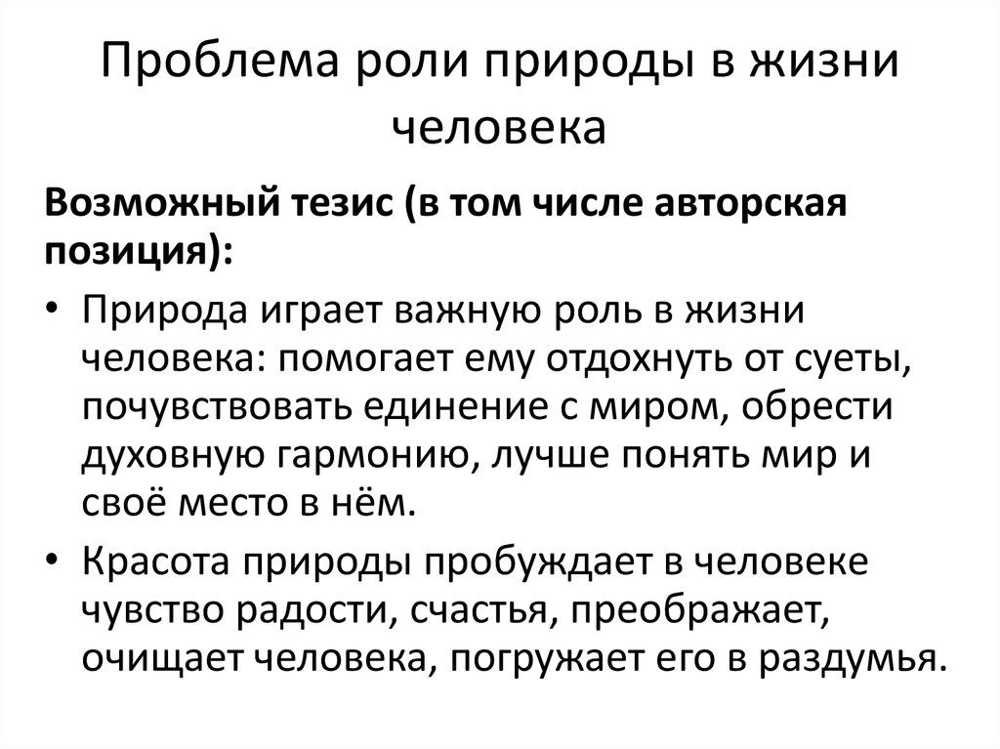 Проблема роли природы в жизни
человека
Возможный тезис (в том числе авторская
позиция):
• Природа играет важную роль в жизни
человека: помогает ему отдохнуть от суеты,
почувствовать единение с миром, обрести
духовную гармонию, лучше понять мир и
своё место в нём.
• Красота природы пробуждает в человеке
чувство радости, счастья, преображает,
очищает человека, погружает его в раздумья.